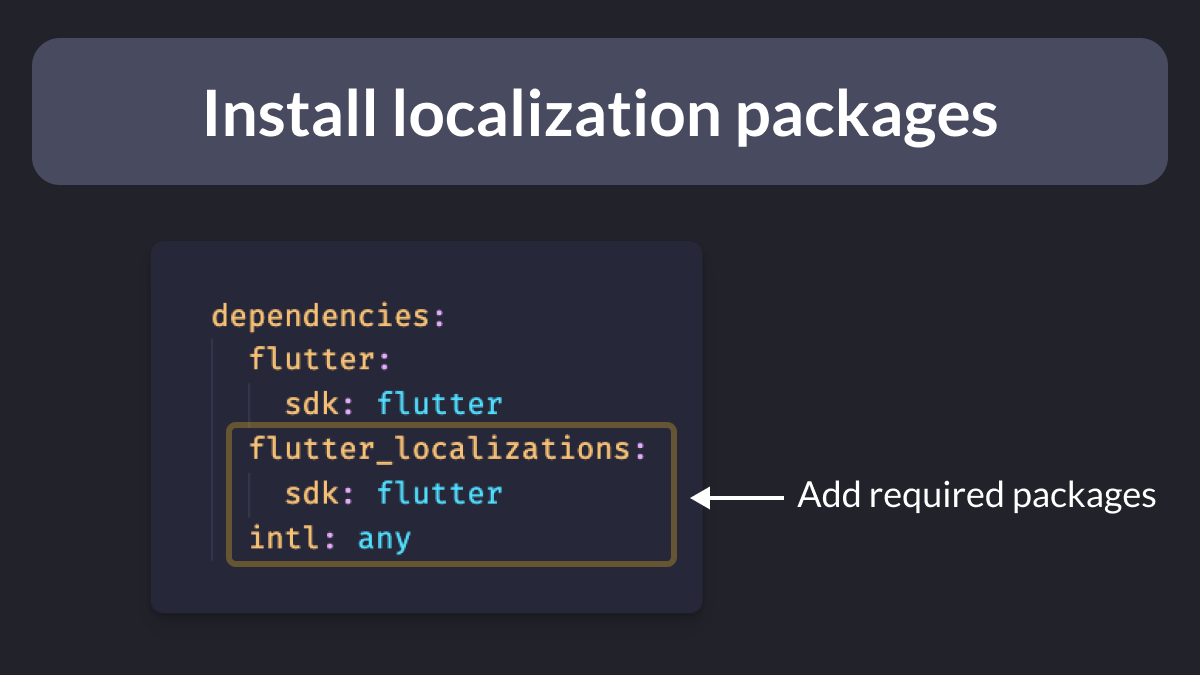 Install localization packages
dependencies:
  flutter:
    sdk: flutter
  flutter_localizations:
    sdk: flutter
  intl: any
Add required packages